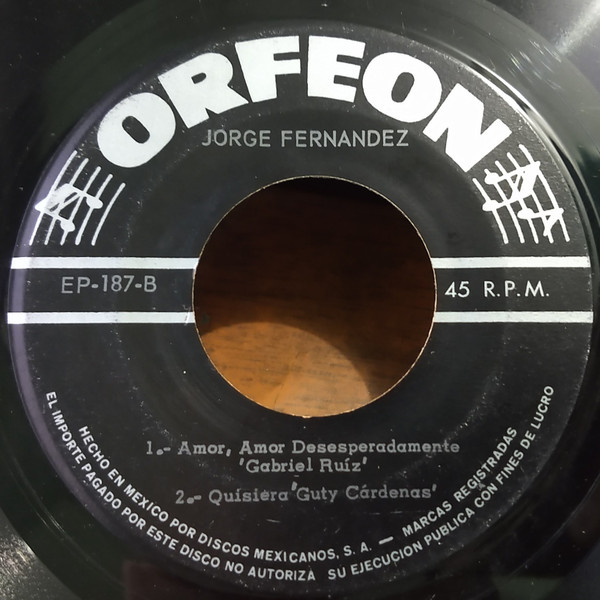 ORFEON
JORGE FERNANDEZ
EP-187-B
45 R.P.M.
1.- Amor, Amor Desesperadamente
'Gabriel Ruíz'
2.- Quisiera 'Guty Cárdenas'
HECHO EN MEXICO POR DISCOS MEXICANOS, S. A. — MARCAS REGISTRADAS
EL IMPORTE PAGADO POR ESTE DISCO NO AUTORIZA SU EJECUCION PUBLICA CON FINES DE LUCRO